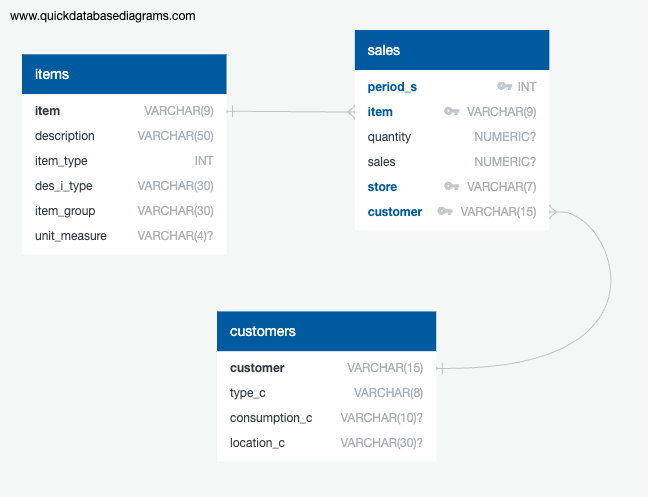 www.quickdatabasediagrams.com
items
item VARCHAR(9)
description VARCHAR(50)
item_type INT
des_i_type VARCHAR(30)
item_group VARCHAR(30)
unit_measure VARCHAR(4)?
sales
period_s INT
item VARCHAR(9)
quantity NUMERIC?
sales NUMERIC?
store VARCHAR(7)
customer VARCHAR(15)
customers
customer VARCHAR(15)
type_c VARCHAR(8)
consumption_c VARCHAR(10)?
location_c VARCHAR(30)?